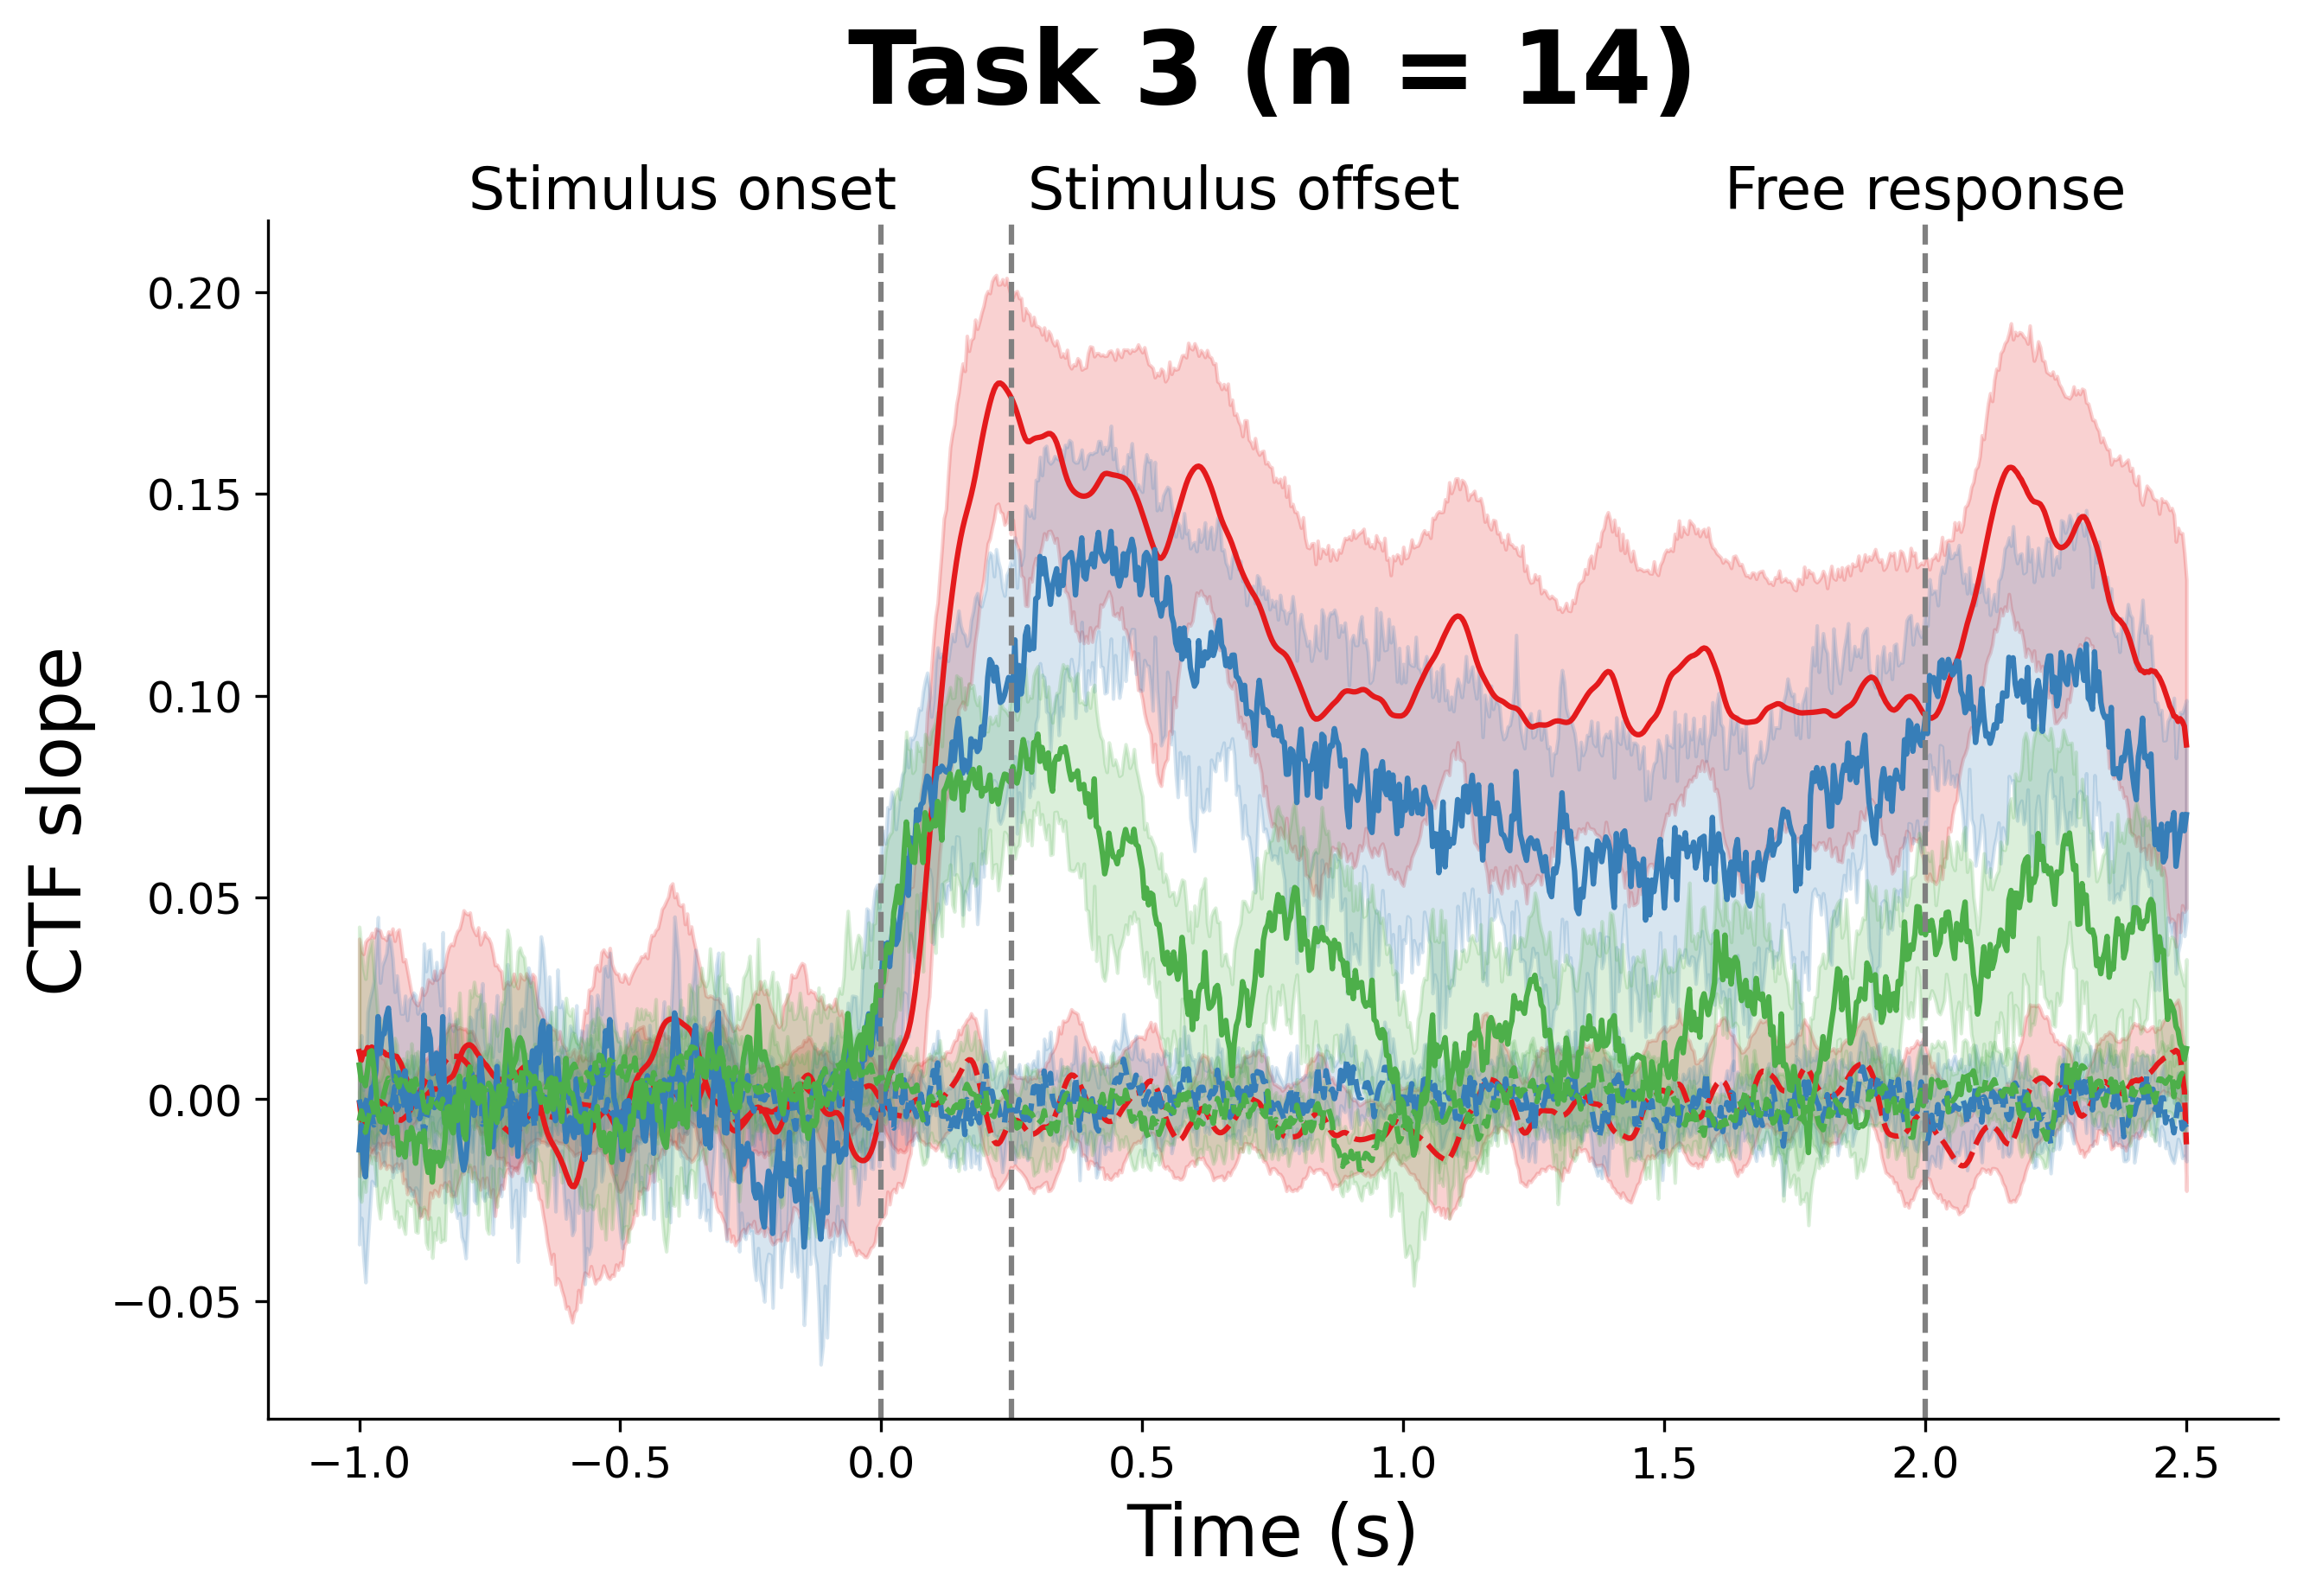 Task 3 (n = 14)
Stimulus onset Stimulus offset Free response
0.20
0.15
0.10
0.05
0.00
−0.05
CTF slope
−1.0 −0.5 0.0 0.5 1.0 1.5 2.0 2.5
Time (s)